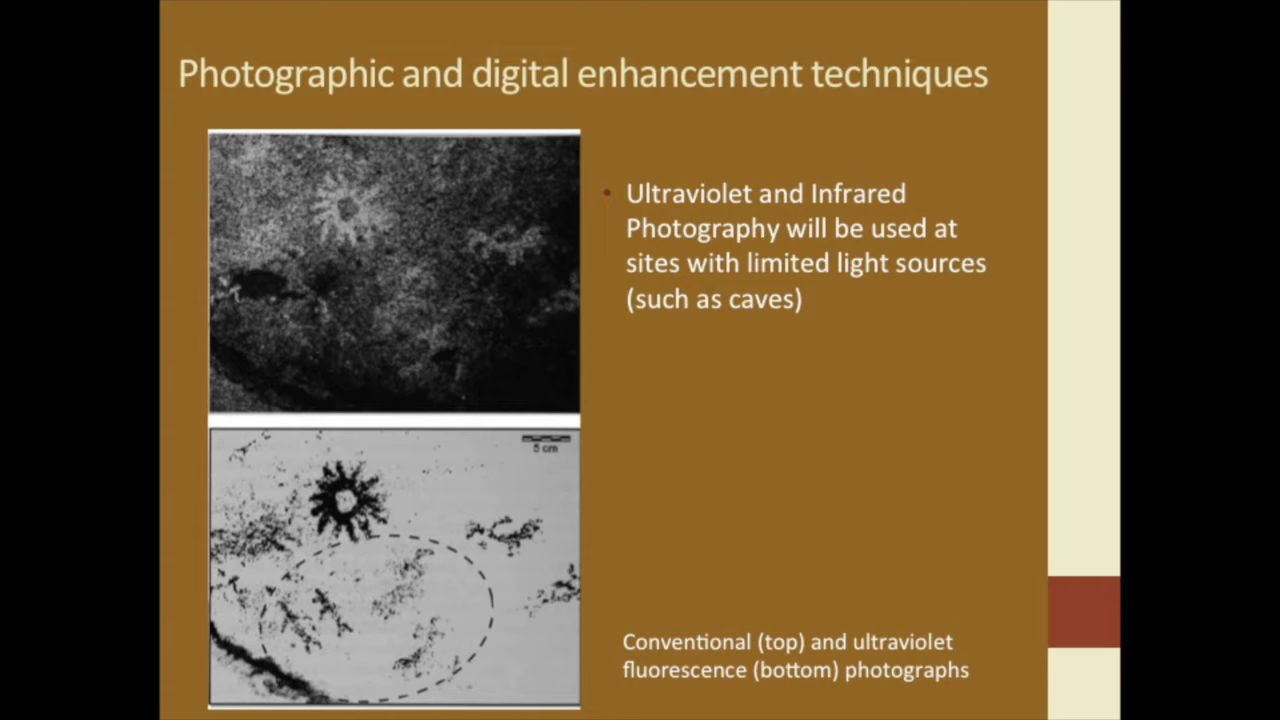 Photographic and digital enhancement techniques
• Ultraviolet and Infrared
Photography will be used at
sites with limited light sources
(such as caves)
5 cm
Conventional (top) and ultraviolet
fluorescence (bottom) photographs